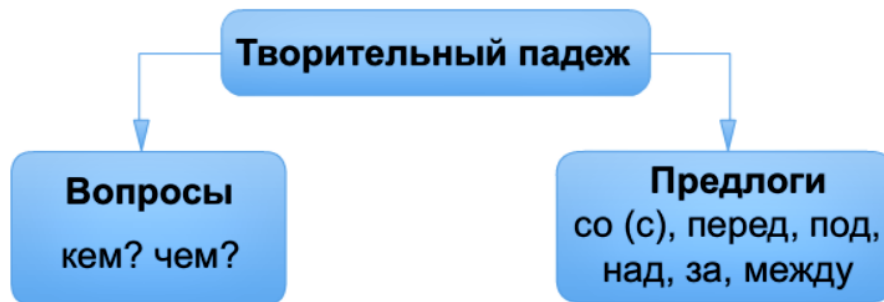 Творительный падеж
Вопросы
кем? чем?
Предлоги
со (с), перед, под,
над, за, между